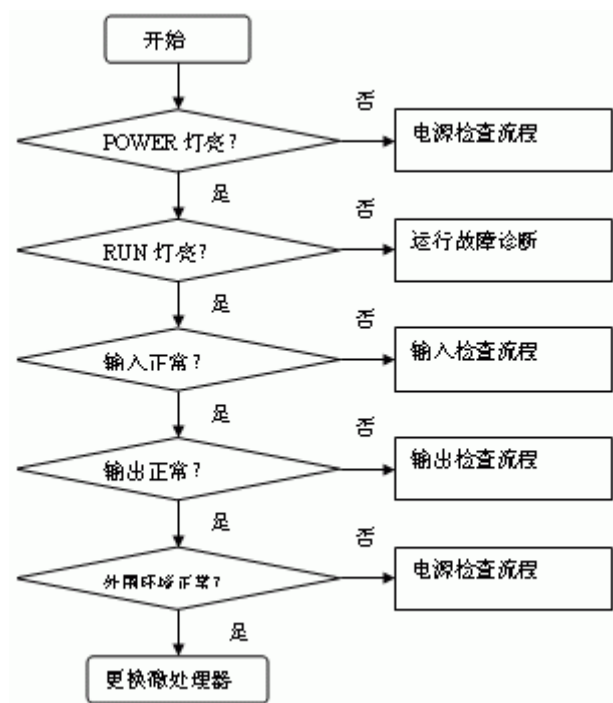 开始
否
POWER 灯亮?
电源检查流程
是
否
RUN 灯亮?
运行故障诊断
是
否
输入正常?
输入检查流程
是
否
输出正常?
输出检查流程
是
否
外围环境正常?
电源检查流程
是
更换微处理器